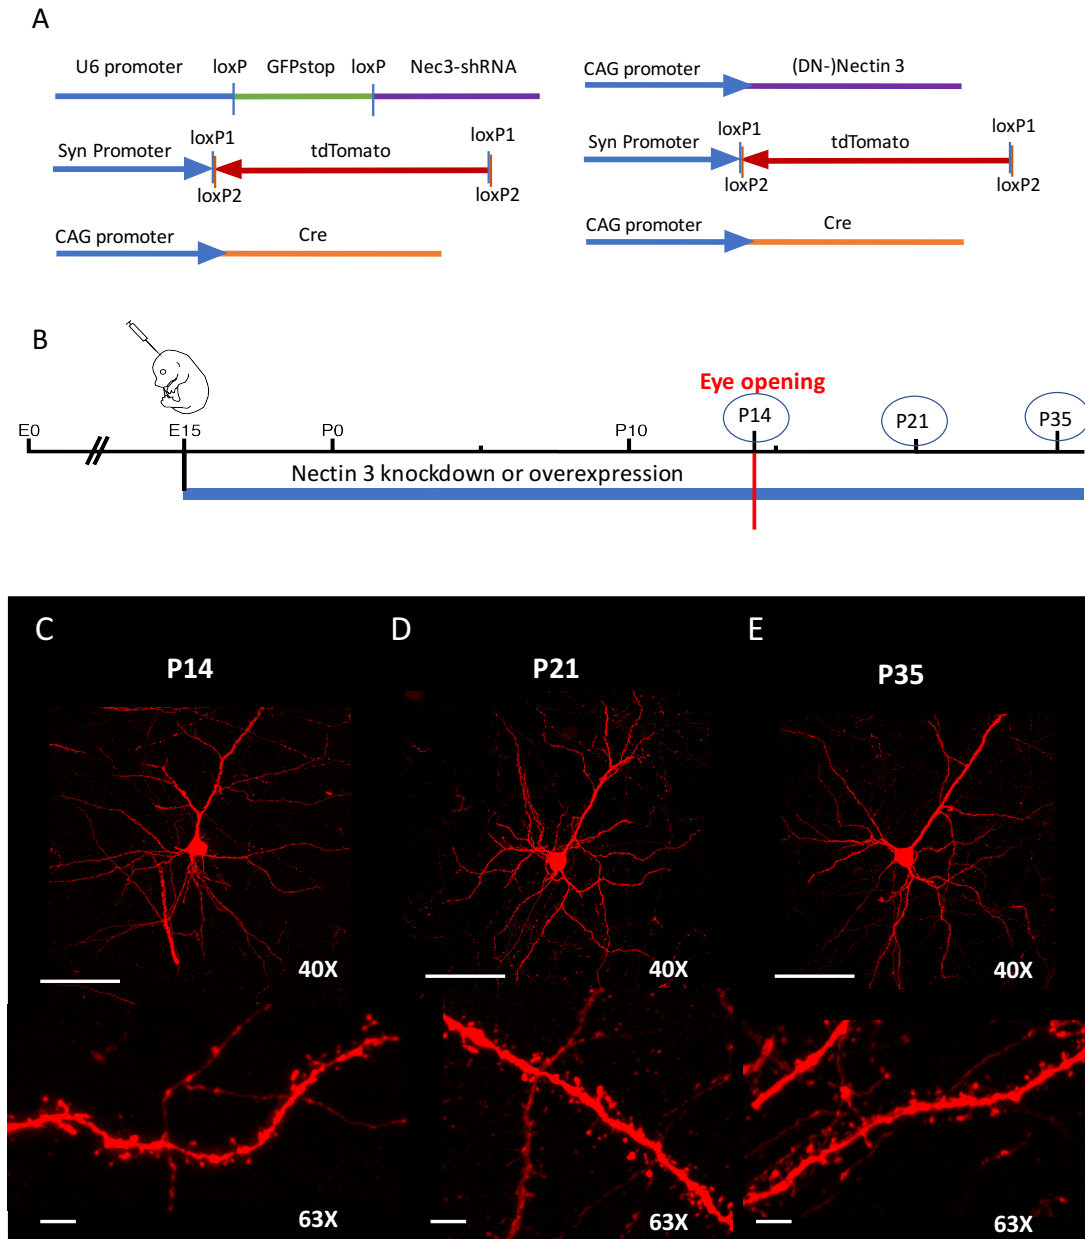 A
U6 promoter loxP GFPstop loxP Nec3-shRNA
Syn Promoter loxP1 tdTomato loxP1
loxP2 loxP2
CAG promoter Cre
CAG promoter (DN-)Nectin 3
Syn Promoter loxP1 tdTomato loxP1
loxP2 loxP2
CAG promoter Cre
B
Eye opening
E0 E15 P0 P10 P14 P21 P35
Nectin 3 knockdown or overexpression
C D E
P14 P21 P35
40X 40X 40X
63X 63X 63X